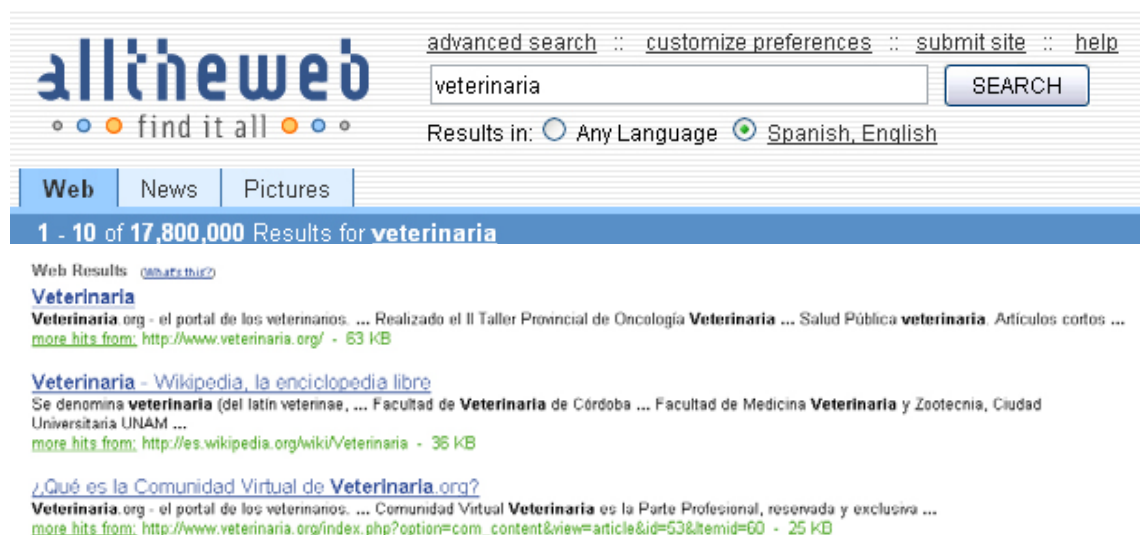 alltheweb
find it all
advanced search :: customize preferences :: submit site :: help
veterinaria SEARCH
Results in: Any Language Spanish, English
Web News Pictures
1 - 10 of 17,800,000 Results for veterinaria
Web Results (What's this?)
Veterinaria
Veterinaria.org - el portal de los veterinarios. ... Realizado el II Taller Provincial de Oncología Veterinaria ... Salud Pública veterinaria. Artículos cortos ...
more hits from: http://www.veterinaria.org/ - 63 KB
Veterinaria - Wikipedia, la enciclopedia libre
Se denomina veterinaria (del latín veterinae, ... Facultad de Veterinaria de Córdoba ... Facultad de Medicina Veterinaria y Zootecnia, Ciudad
Universitaria UNAM ...
more hits from: http://es.wikipedia.org/wiki/Veterinaria - 36 KB
¿Qué es la Comunidad Virtual de Veterinaria.org?
Veterinaria.org - el portal de los veterinarios. ... Comunidad Virtual Veterinaria es la Parte Profesional, reservada y exclusiva ...
more hits from: http://www.veterinaria.org/index.php?option=com_content&view=article&id=53&Itemid=60 - 25 KB